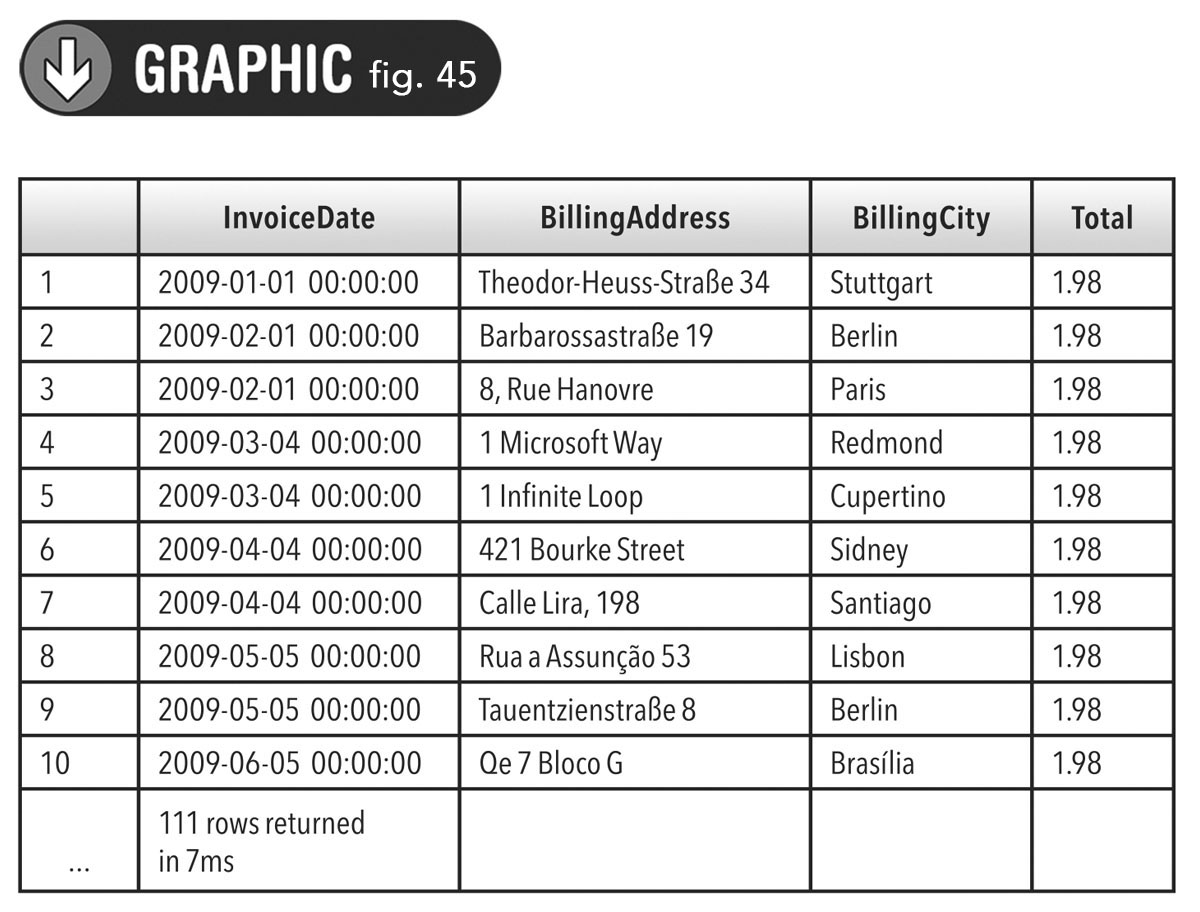 GRAPHIC fig. 45
InvoiceDate BillingAddress BillingCity Total
1 2009-01-01 00:00:00 Theodor-Heuss-Straße 34 Stuttgart 1.98
2 2009-02-01 00:00:00 Barbarossastraße 19 Berlin 1.98
3 2009-02-01 00:00:00 8, Rue Hanovre Paris 1.98
4 2009-03-04 00:00:00 1 Microsoft Way Redmond 1.98
5 2009-03-04 00:00:00 1 Infinite Loop Cupertino 1.98
6 2009-04-04 00:00:00 421 Bourke Street Sidney 1.98
7 2009-04-04 00:00:00 Calle Lira, 198 Santiago 1.98
8 2009-05-05 00:00:00 Rua a Assunção 53 Lisbon 1.98
9 2009-05-05 00:00:00 Tauentzienstraße 8 Berlin 1.98
10 2009-06-05 00:00:00 Qe 7 Bloco G Brasília 1.98
111 rows returned
... in 7ms